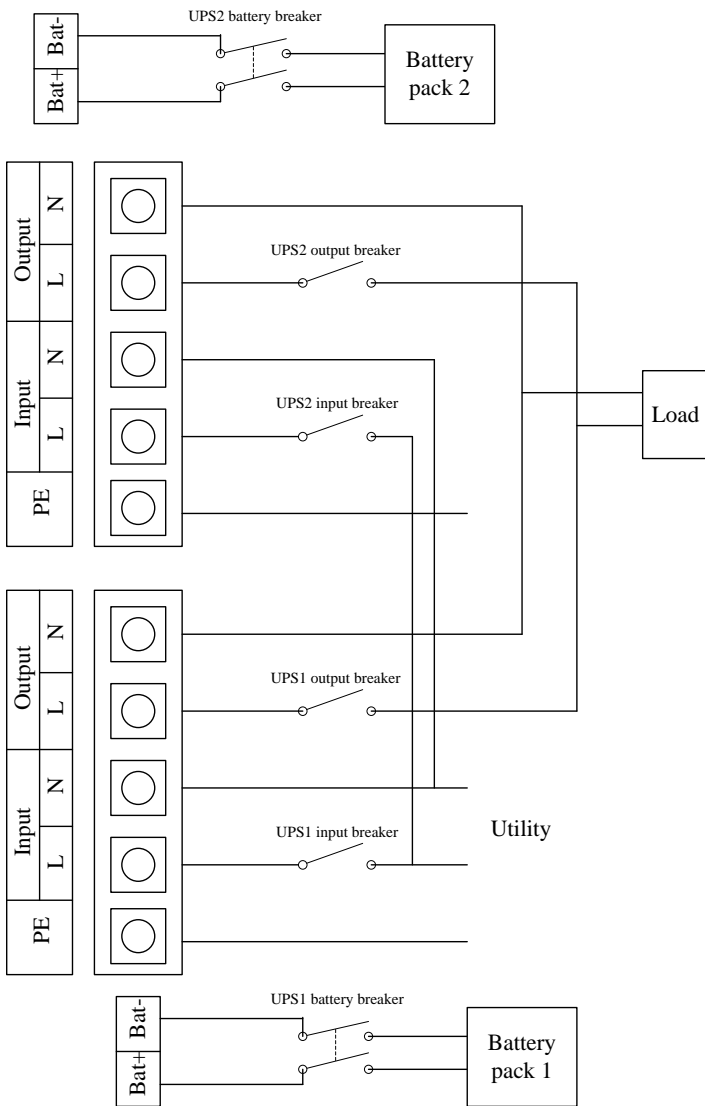 UPS2 battery breaker
Bat-
Bat+
Battery
pack 2
Output
N
L
UPS2 output breaker
Input
N
L
UPS2 input breaker
Load
PE
Output
N
L
UPS1 output breaker
Input
N
L
UPS1 input breaker
Utility
PE
UPS1 battery breaker
Bat-
Bat+
Battery
pack 1